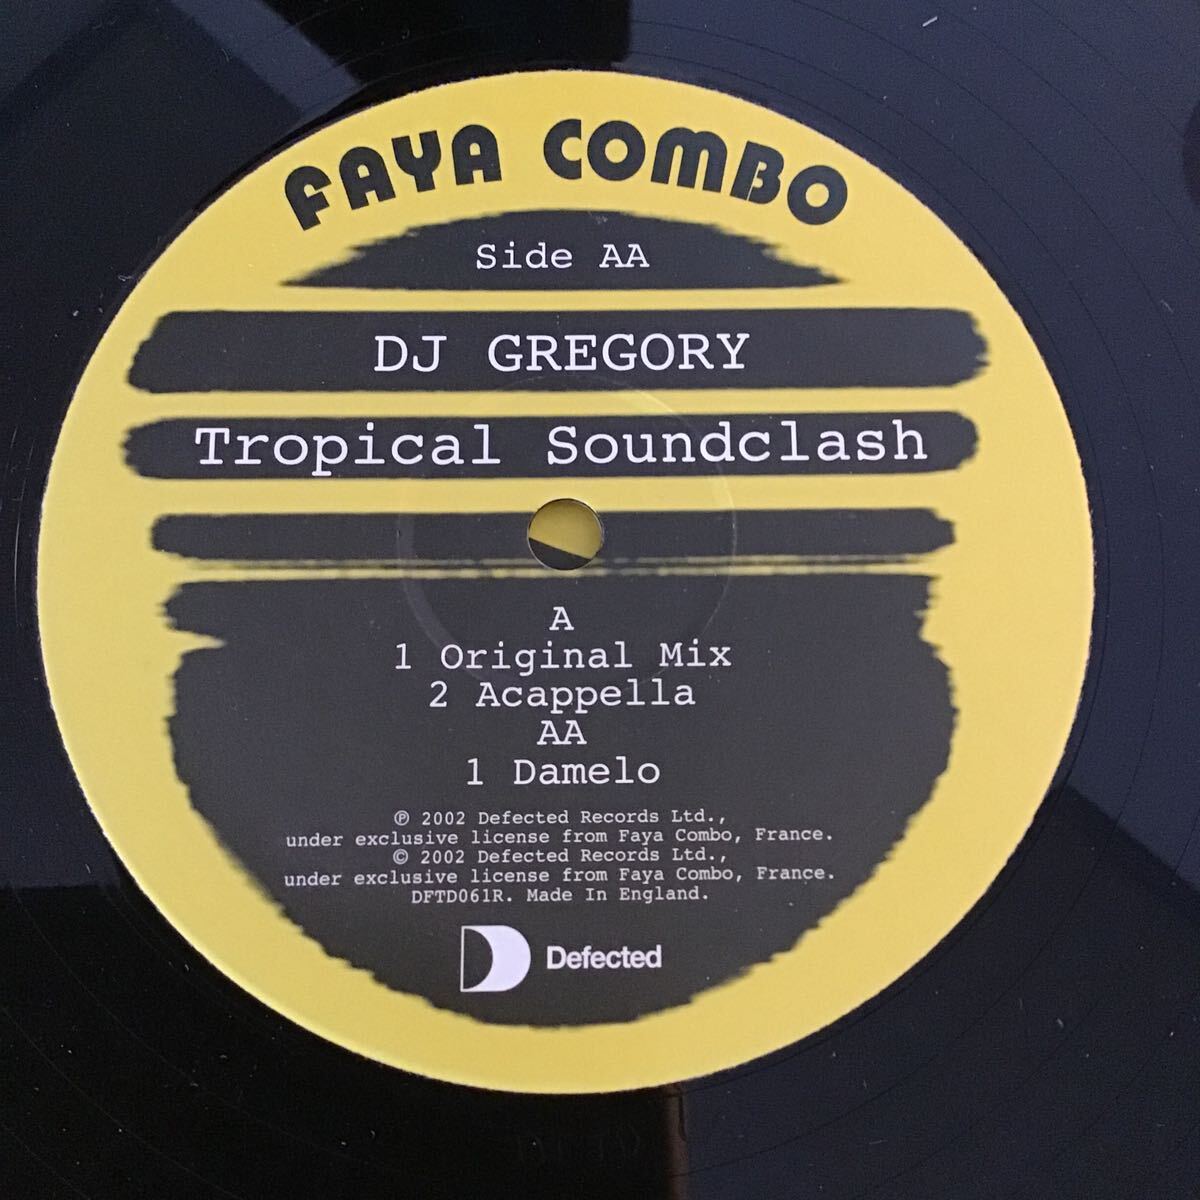 FAYA COMBO
Side AA
DJ GREGORY
Tropical Soundclash
A
1 Original Mix
2 Acappella
AA
1 Damelo
℗ 2002 Defected Records Ltd.,
under exclusive license from Faya Combo, France.
© 2002 Defected Records Ltd.,
under exclusive license from Faya Combo, France.
DFTD061R. Made In England.
Defected